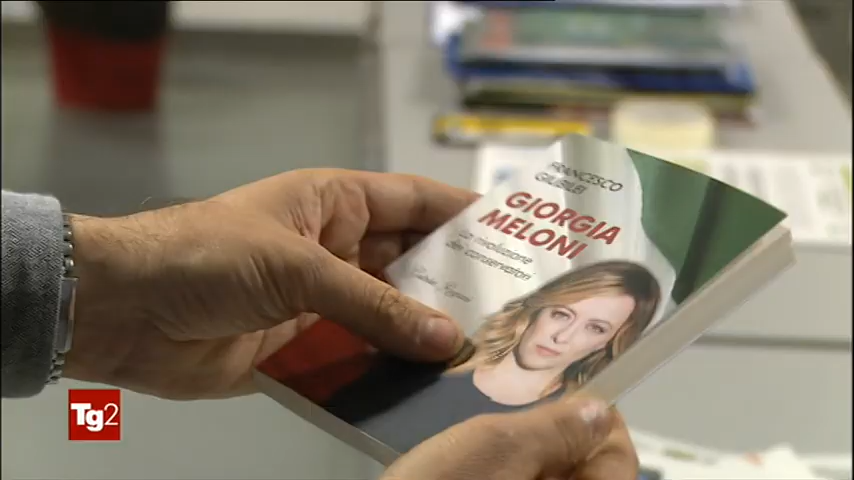 FRANCESCO
GIUBILEI
GIORGIA
MELONI
La rivoluzione
dei conservatori
Tg2